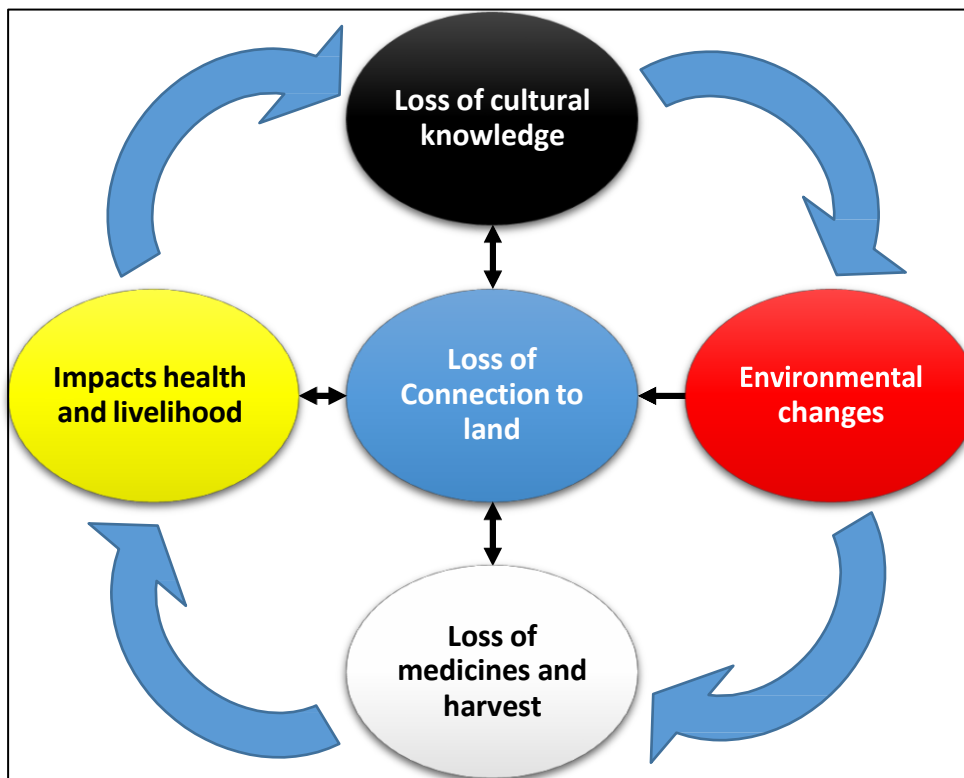 Loss of cultural
knowledge
Impacts health
and livelihood
Loss of
Connection to
land
Environmental
changes
Loss of
medicines and
harvest